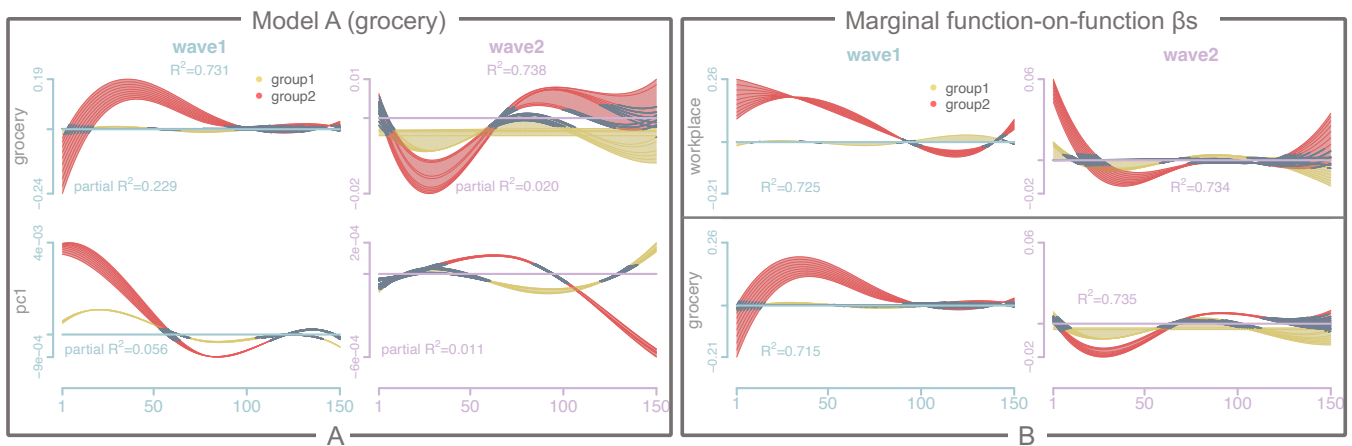 Model A (grocery)
wave1
R²=0.731
wave2
R²=0.738
group1
group2
grocery
0.19
−0.24
partial R²=0.229
0.01
−0.02
partial R²=0.020
pc1
4e−03
−9e−04
partial R²=0.056
2e−04
−6e−04
partial R²=0.011
1 50 100 150
1 50 100 150
A
Marginal function-on-function βs
wave1
wave2
group1
group2
workplace
0.26
−0.21
R²=0.725
0.06
−0.02
R²=0.734
grocery
0.26
−0.21
R²=0.715
0.06
−0.02
R²=0.735
1 50 100 150
1 50 100 150
B